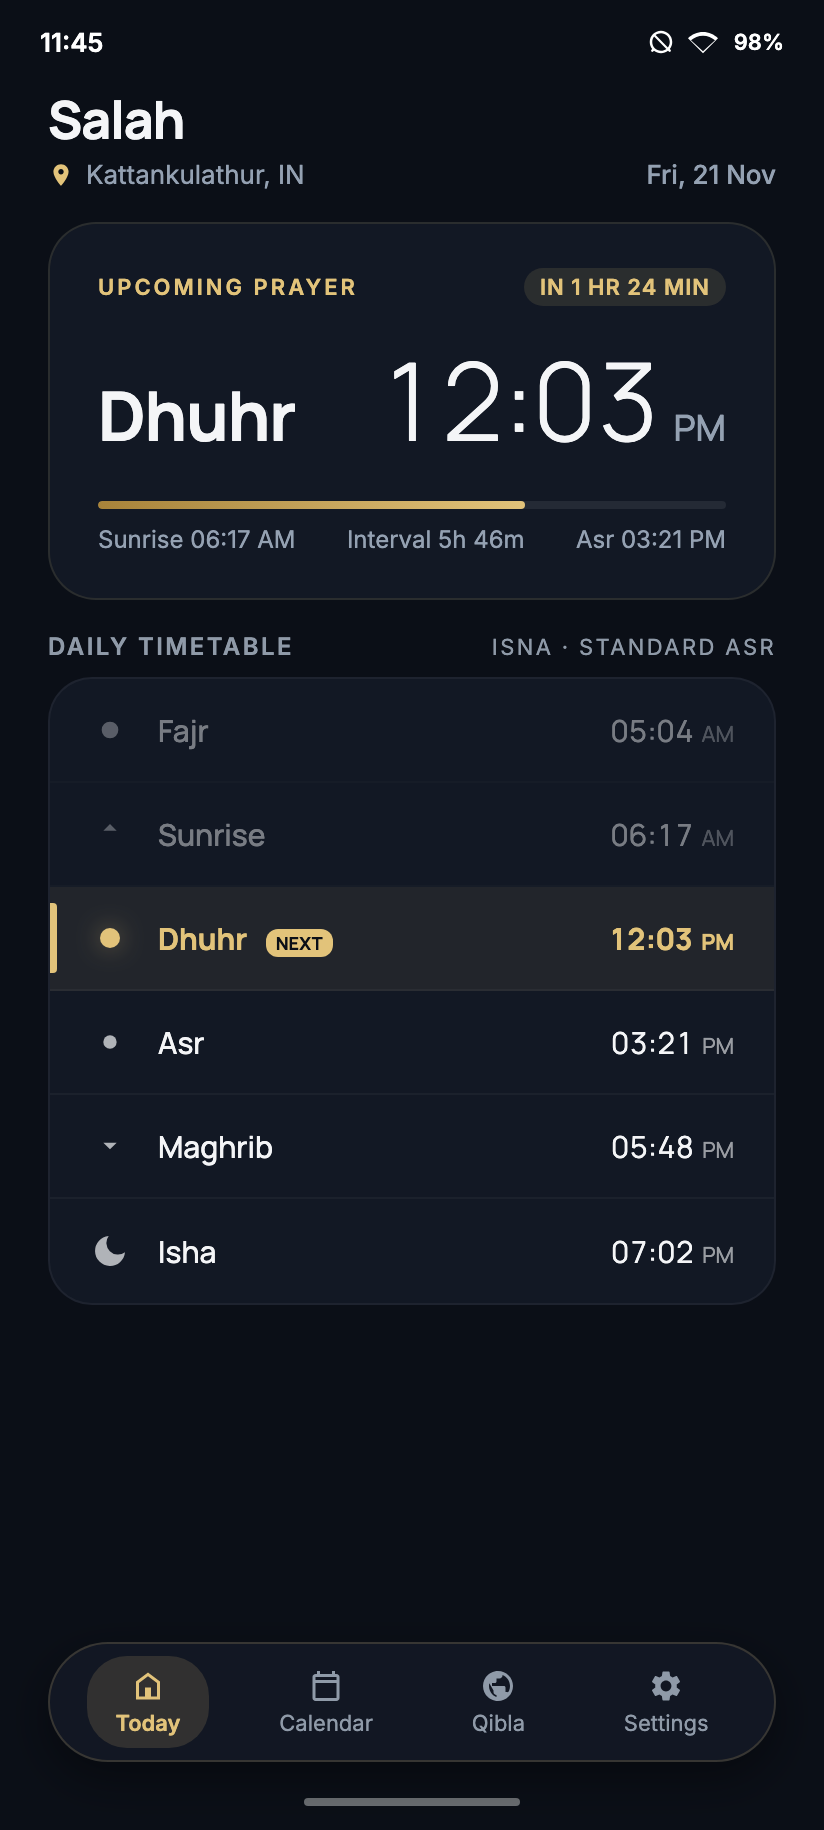 11:45 98%
Salah
Kattankulathur, IN Fri, 21 Nov
UPCOMING PRAYER IN 1 HR 24 MIN
Dhuhr 12:03 PM
Sunrise 06:17 AM Interval 5h 46m Asr 03:21 PM
DAILY TIMETABLE ISNA · STANDARD ASR
Fajr 05:04 AM
Sunrise 06:17 AM
Dhuhr NEXT 12:03 PM
Asr 03:21 PM
Maghrib 05:48 PM
Isha 07:02 PM
Today Calendar Qibla Settings